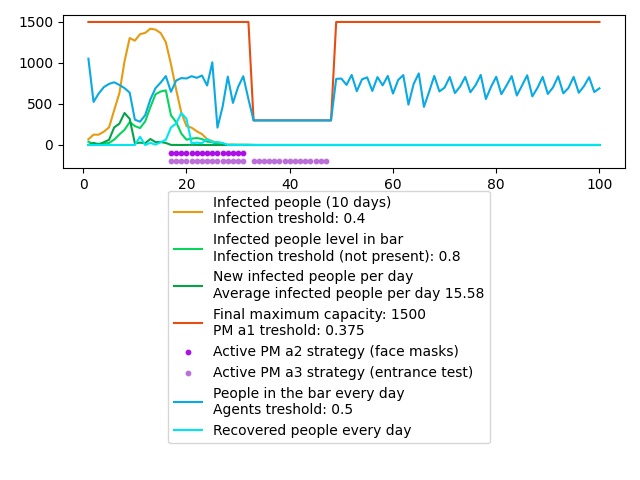 1500
1000
500
0
0 20 40 60 80 100
Infected people (10 days)
Infection treshold: 0.4
Infected people level in bar
Infection treshold (not present): 0.8
New infected people per day
Average infected people per day 15.58
Final maximum capacity: 1500
PM a1 treshold: 0.375
Active PM a2 strategy (face masks)
Active PM a3 strategy (entrance test)
People in the bar every day
Agents treshold: 0.5
Recovered people every day